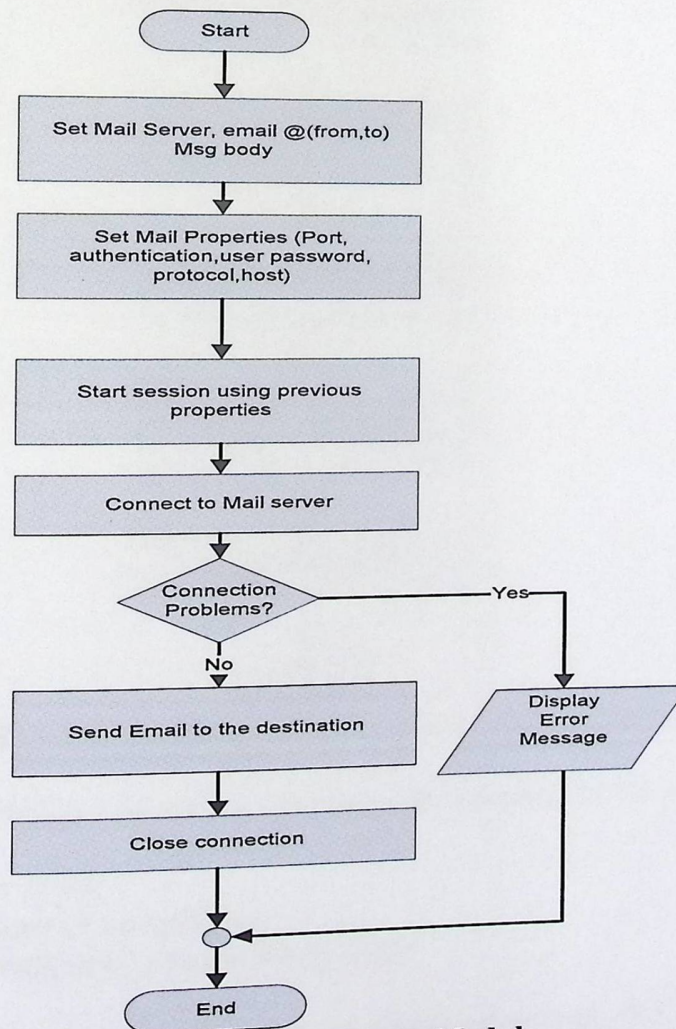 Start
Set Mail Server, email @(from,to)
Msg body
Set Mail Properties (Port,
authentication,user password,
protocol,host)
Start session using previous
properties
Connect to Mail server
Connection
Problems?
Yes
No
Send Email to the destination
Display
Error
Message
Close connection
End